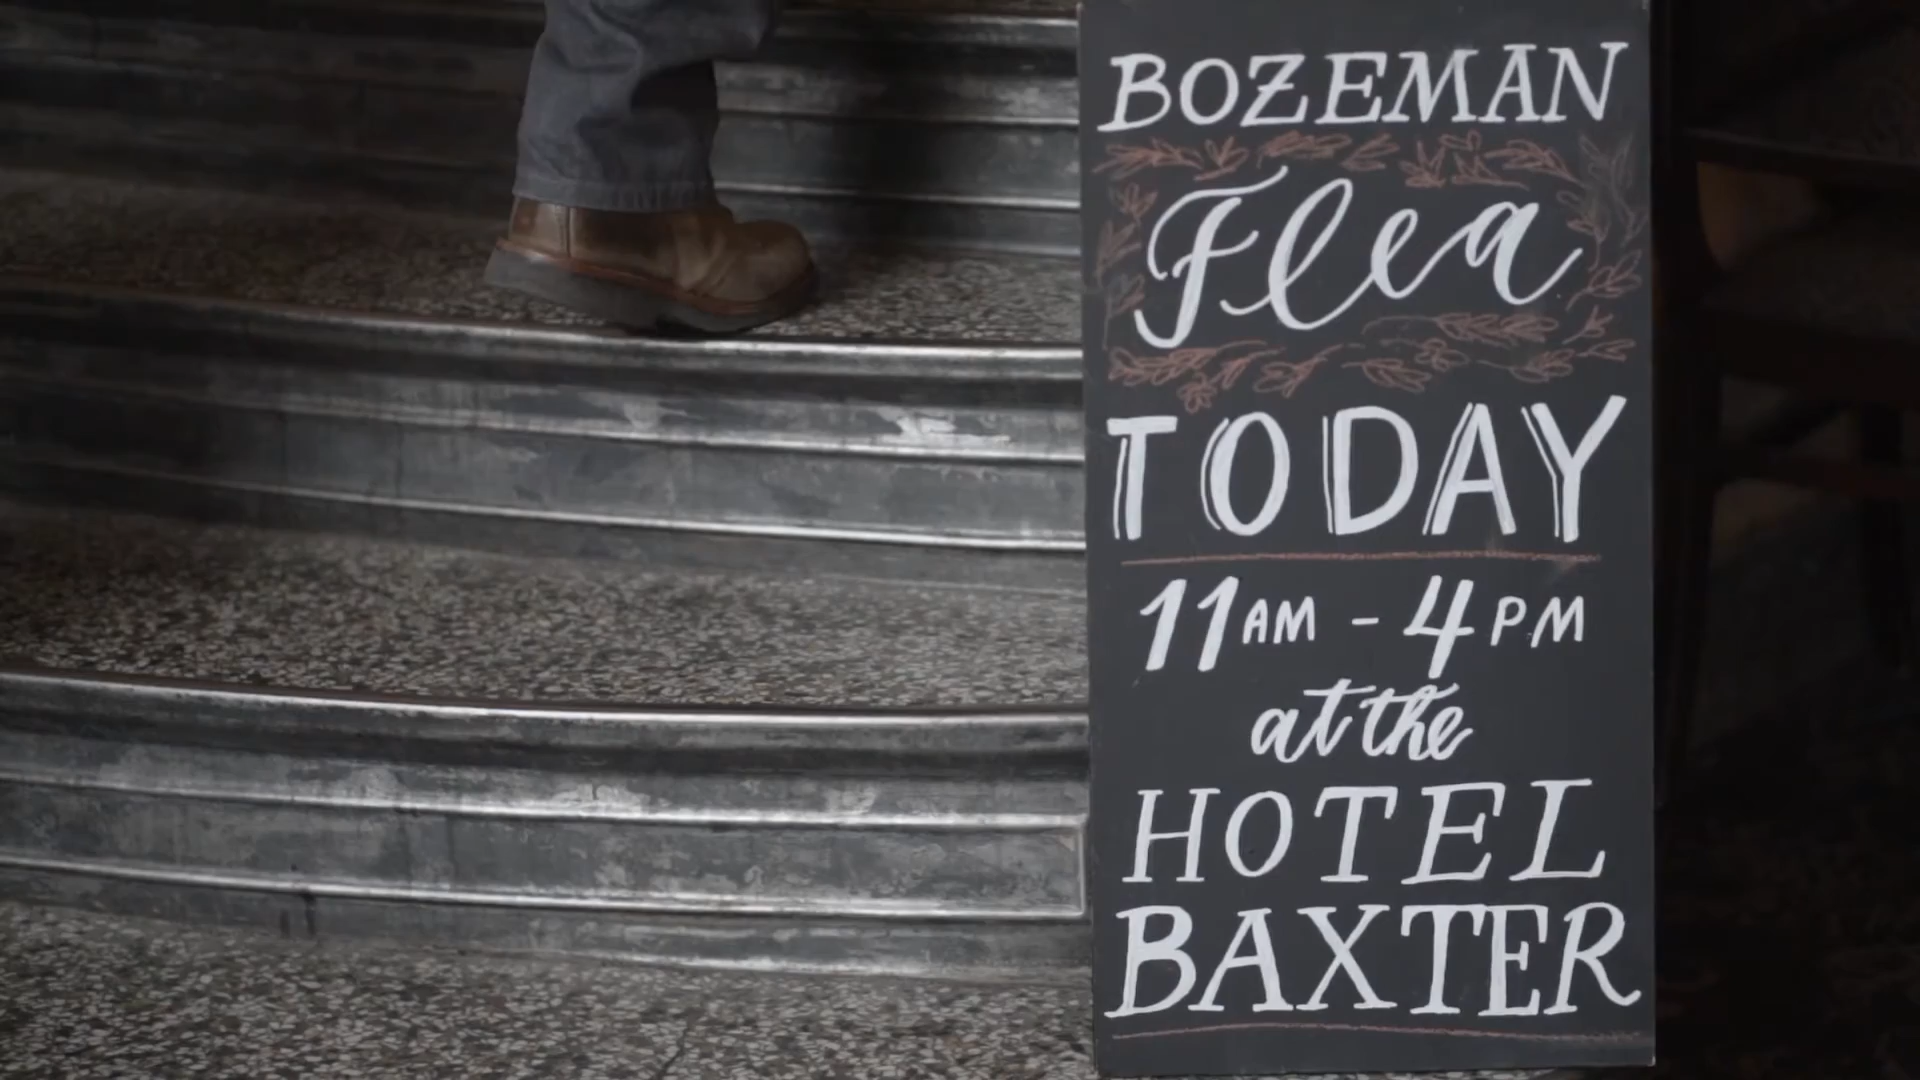 BOZEMAN
Flea
TODAY
11AM - 4PM
at the
HOTEL
BAXTER